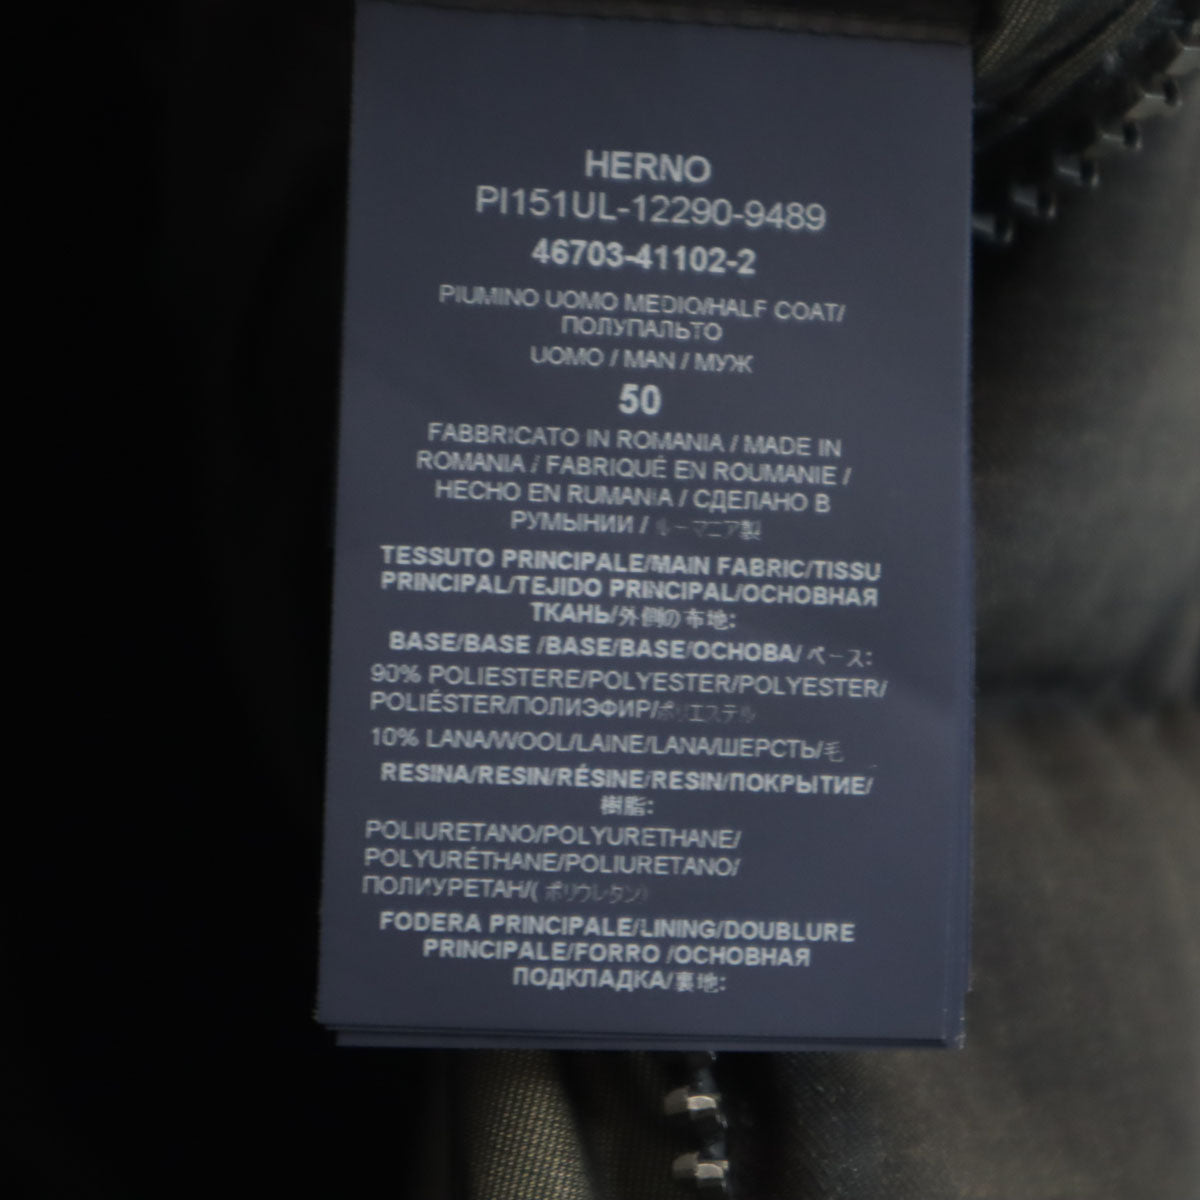 HERNO
PI151UL-12290-9489
46703-41102-2
PIUMINO UOMO MEDIO/HALF COAT/
ПОЛУПАЛЬТО
UOMO / MAN / МУЖ
50
FABBRICATO IN ROMANIA / MADE IN
ROMANIA / FABRIQUÉ EN ROUMANIE /
HECHO EN RUMANIA / СДЕЛАНО В
РУМЫНИИ / ルーマニア製
TESSUTO PRINCIPALE/MAIN FABRIC/TISSU
PRINCIPAL/TEJIDO PRINCIPAL/ОСНОВНАЯ
ТКАНЬ/外側の布地:
BASE/BASE /BASE/BASE/ОСНОВА/ ベース:
90% POLIESTERE/POLYESTER/POLYESTER/
POLIÉSTER/ПОЛИЭФИР/ポリエステル
10% LANA/WOOL/LAINE/LANA/ШЕРСТЬ/毛
RESINA/RESIN/RÉSINE/RESIN/ПОКРЫТИЕ/
樹脂:
POLIURETANO/POLYURETHANE/
POLYURÉTHANE/POLIURETANO/
ПОЛИУРЕТАН/( ポリウレタン)
FODERA PRINCIPALE/LINING/DOUBLURE
PRINCIPALE/FORRO /ОСНОВНАЯ
ПОДКЛАДКА/裏地: